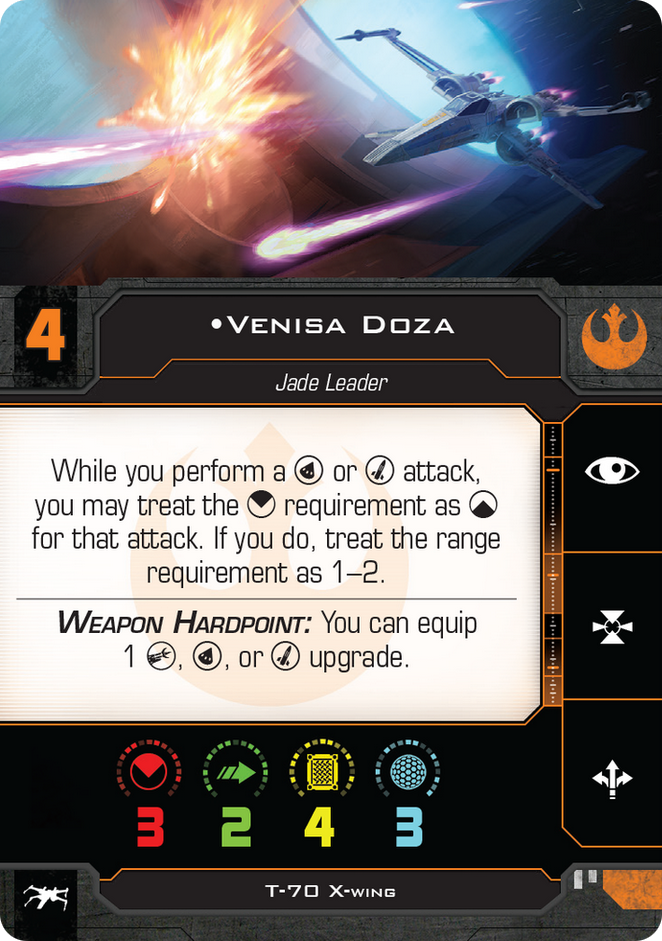 4
•Venisa Doza
Jade Leader
While you perform a or attack,
you may treat the requirement as
for that attack. If you do, treat the range
requirement as 1–2.
Weapon Hardpoint: You can equip
1 , , or upgrade.
3 2 4 3
T-70 X-wing